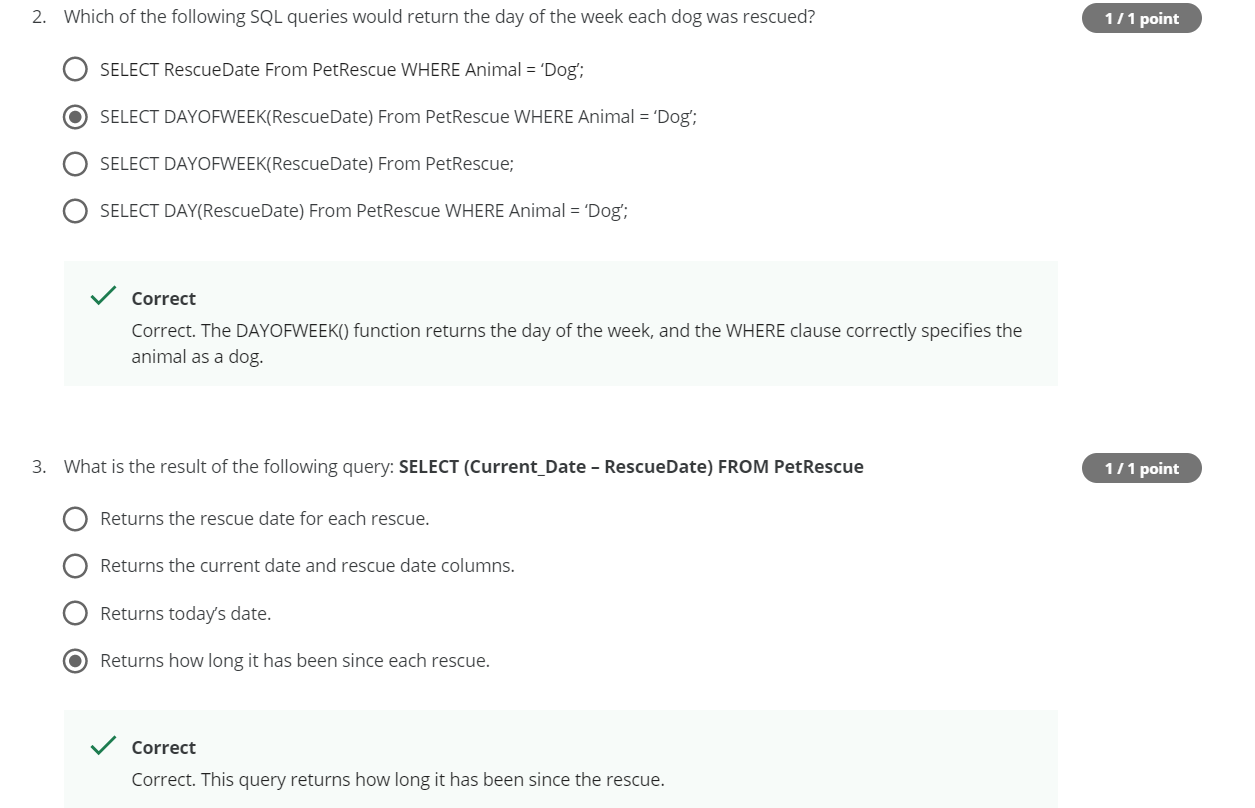 2. Which of the following SQL queries would return the day of the week each dog was rescued?
1 / 1 point
SELECT RescueDate From PetRescue WHERE Animal = ‘Dog’;
SELECT DAYOFWEEK(RescueDate) From PetRescue WHERE Animal = ‘Dog’;
SELECT DAYOFWEEK(RescueDate) From PetRescue;
SELECT DAY(RescueDate) From PetRescue WHERE Animal = ‘Dog’;
Correct
Correct. The DAYOFWEEK() function returns the day of the week, and the WHERE clause correctly specifies the
animal as a dog.
3. What is the result of the following query: SELECT (Current_Date – RescueDate) FROM PetRescue
1 / 1 point
Returns the rescue date for each rescue.
Returns the current date and rescue date columns.
Returns today’s date.
Returns how long it has been since each rescue.
Correct
Correct. This query returns how long it has been since the rescue.